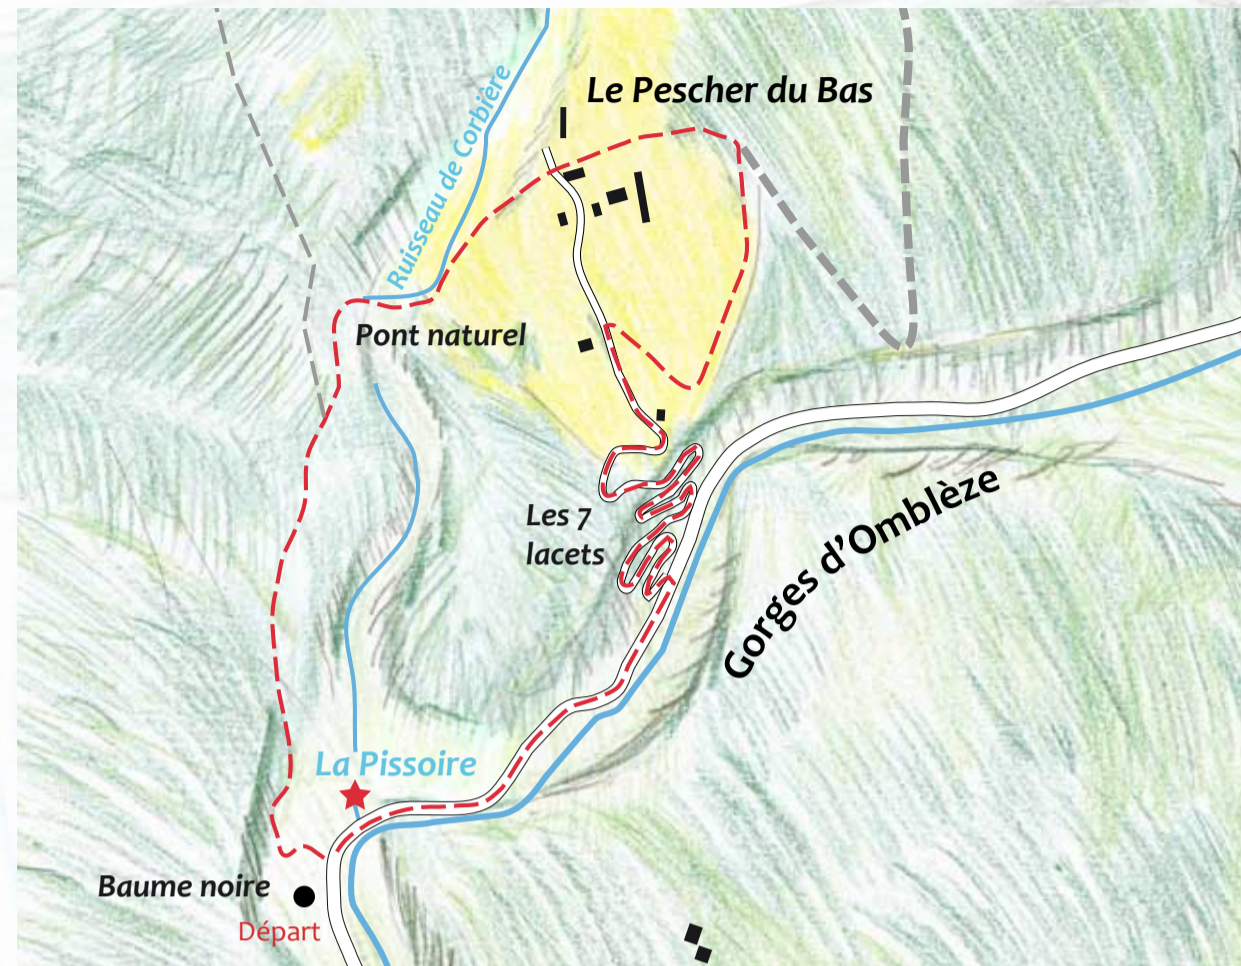 Le Pescher du Bas
Ruisseau de Corbière
Pont naturel
Les 7
lacets
Gorges d'Omblèze
La Pissoire
Baume noire
Départ